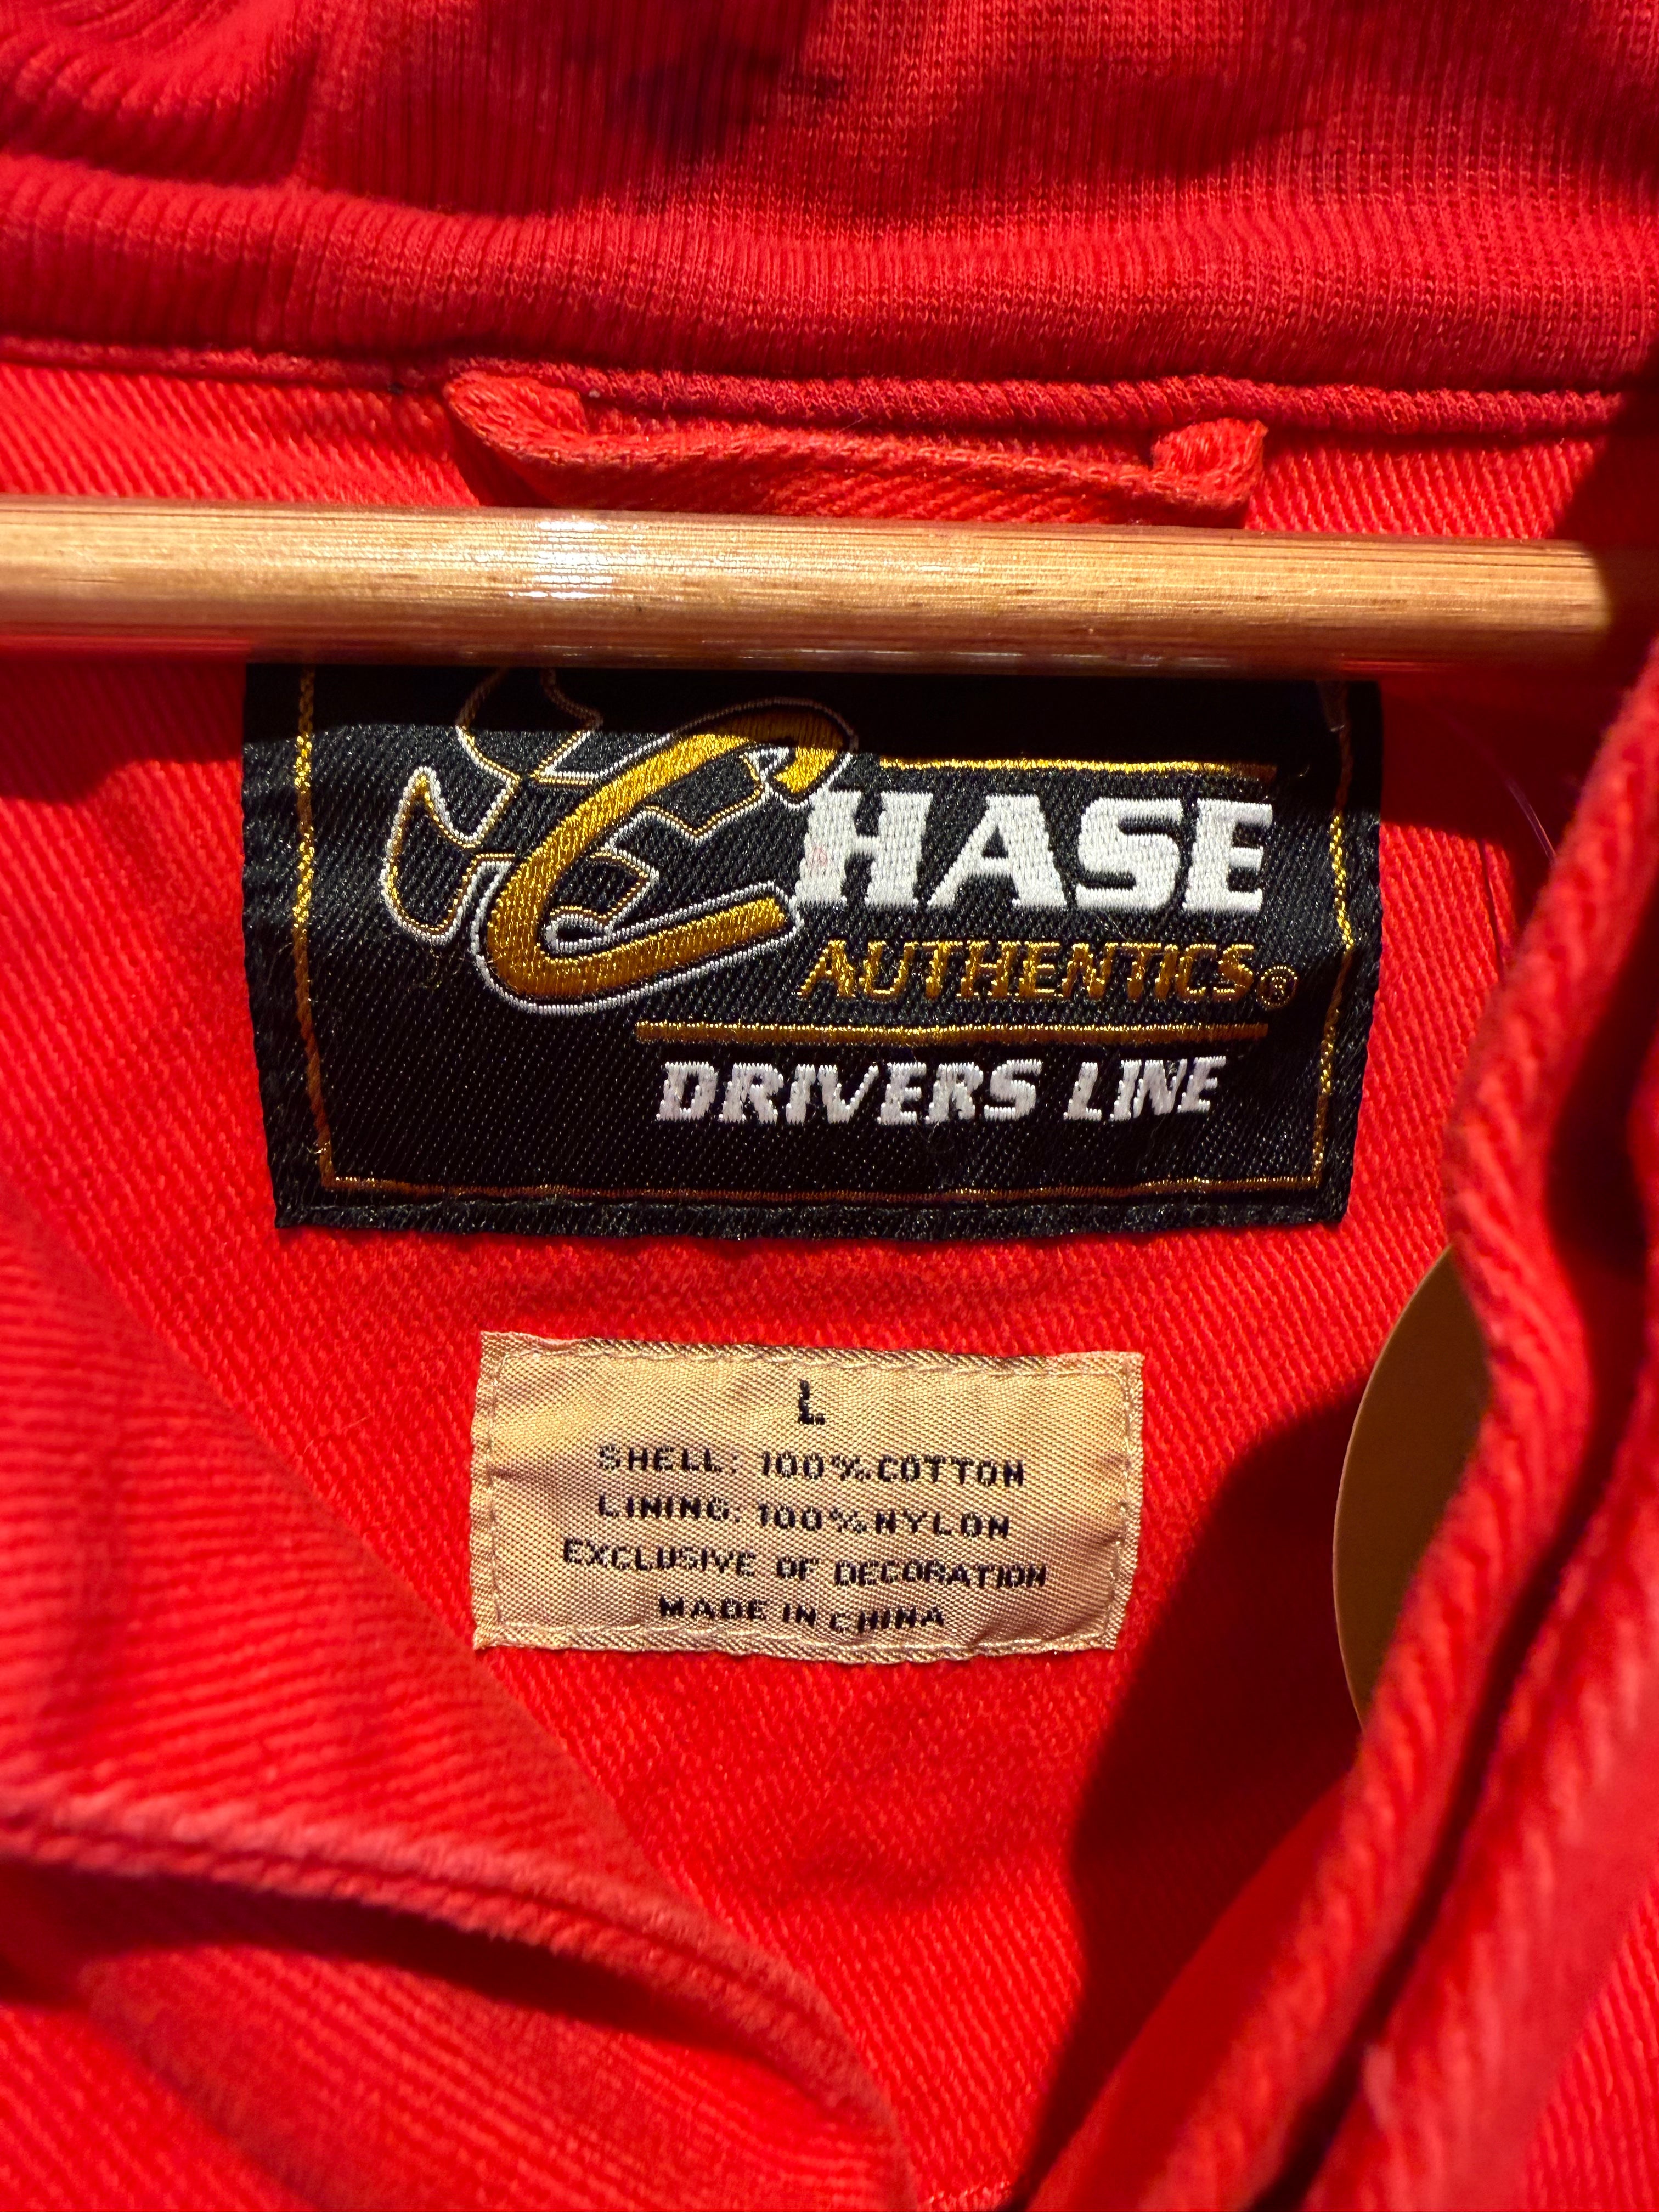 CHASE
AUTHENTICS®
DRIVERS LINE
L
SHELL: 100% COTTON
LINING: 100% NYLON
EXCLUSIVE OF DECORATION
MADE IN CHINA